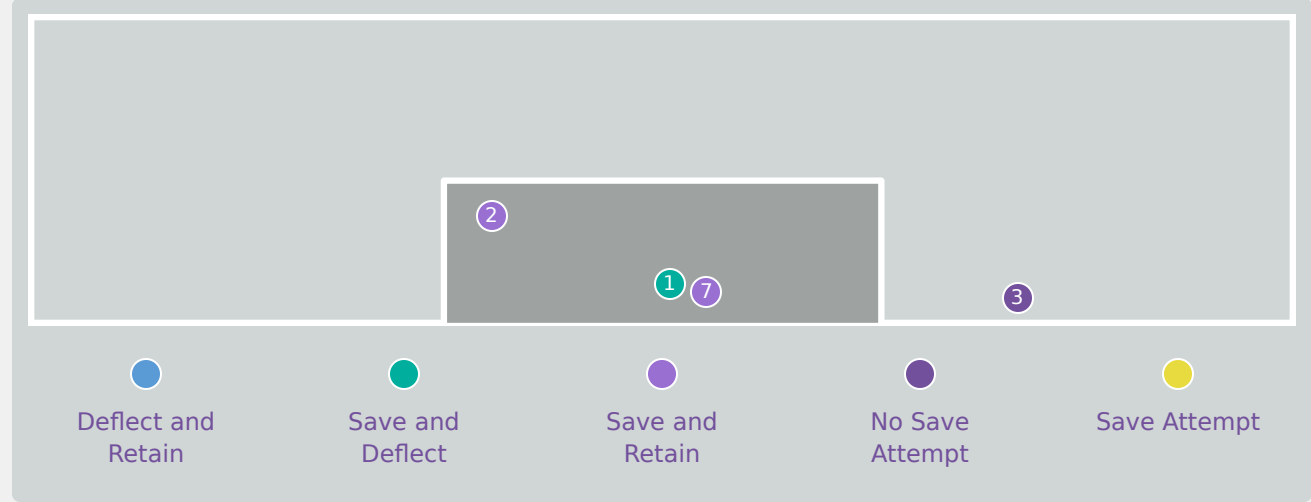 2
1
7
3
Deflect and
Retain
Save and
Deflect
Save and
Retain
No Save
Attempt
Save Attempt